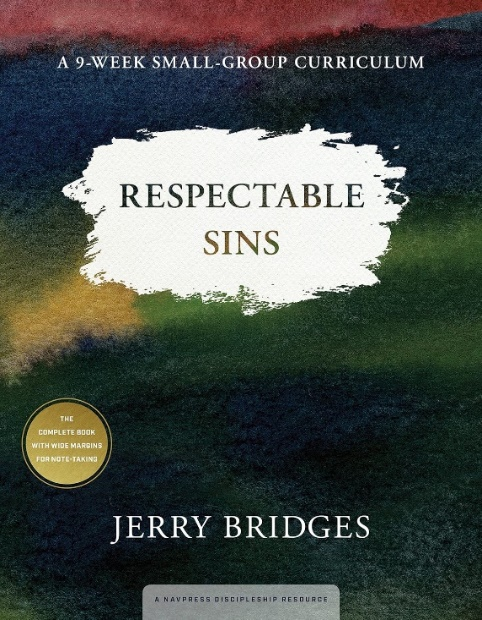 A 9-WEEK SMALL-GROUP CURRICULUM
RESPECTABLE
SINS
THE
COMPLETE BOOK
WITH WIDE MARGINS
FOR NOTE-TAKING
JERRY BRIDGES
A NAVPRESS DISCIPLESHIP RESOURCE